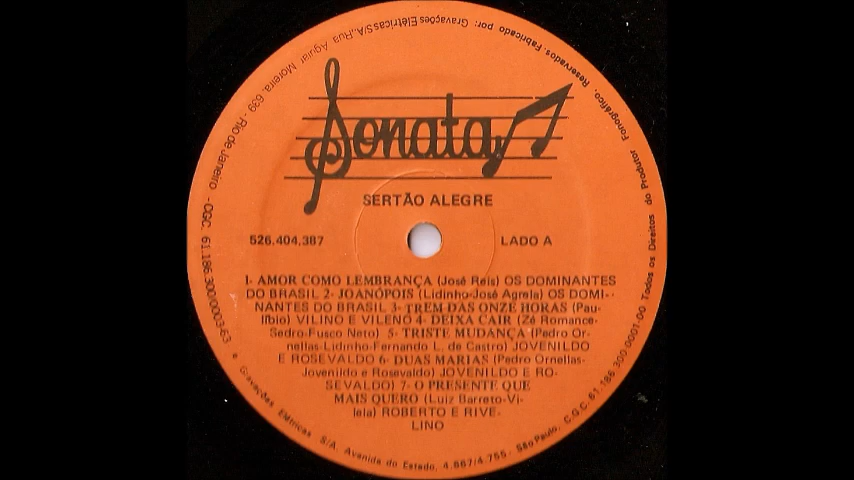 Sonata
SERTÃO ALEGRE
526.404.387
LADO A
1- AMOR COMO LEMBRANÇA (José Reis) OS DOMINANTES
DO BRASIL 2- JOANÓPOIS (Lidinho-José Agrela) OS DOMI-
NANTES DO BRASIL 3- TREM DAS ONZE HORAS (Pau-
líbio) VILINO E VILENO 4- DEIXA CAIR (Zé Romance-
Sedro-Fusco Neto) 5- TRISTE MUDANÇA (Pedro Or-
nellas-Lidinho-Fernando L. de Castro) JOVENILDO
E ROSEVALDO 6- DUAS MARIAS (Pedro Ornellas-
Jovenildo e Rosevaldo) JOVENILDO E RO-
SEVALDO) 7- O PRESENTE QUE
MAIS QUERO (Luiz Barreto-Vi-
lela) ROBERTO E RIVE-
LINO
e Gravações Elétricas S/A. Avenida do Estado, 4.667/4.755 - São Paulo, C.G.C. 61.186.300.0001-00 Todos os Direitos do Produtor Fonográfico, Reservados. Fabricado por: Gravações Elétricas S/A., Rua Aguiar Moreira, 639 - Rio de Janeiro - CGC. 61.186.300/0003-63